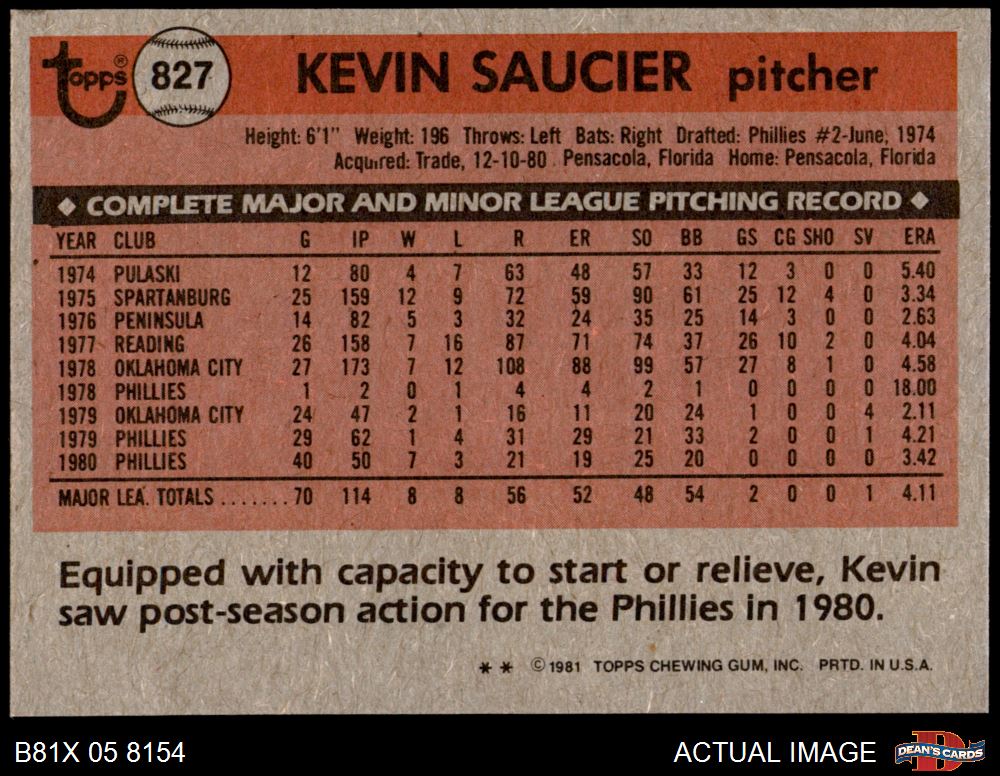 Topps® 827 KEVIN SAUCIER pitcher
Height: 6'1" Weight: 196 Throws: Left Bats: Right Drafted: Phillies #2-June, 1974
Acquired: Trade, 12-10-80 . Pensacola, Florida Home: Pensacola, Florida
◆ COMPLETE MAJOR AND MINOR LEAGUE PITCHING RECORD ◆
YEAR CLUB G IP W L R ER SO BB GS CG SHO SV ERA
1974 PULASKI 12 80 4 7 63 48 57 33 12 3 0 0 5.40
1975 SPARTANBURG 25 159 12 9 72 59 90 61 25 12 4 0 3.34
1976 PENINSULA 14 82 5 3 32 24 35 25 14 3 0 0 2.63
1977 READING 26 158 7 16 87 71 74 37 26 10 2 0 4.04
1978 OKLAHOMA CITY 27 173 7 12 108 88 99 57 27 8 1 0 4.58
1978 PHILLIES 1 2 0 1 4 4 2 1 0 0 0 0 18.00
1979 OKLAHOMA CITY 24 47 2 1 16 11 20 24 1 0 0 4 2.11
1979 PHILLIES 29 62 1 4 31 29 21 33 2 0 0 1 4.21
1980 PHILLIES 40 50 7 3 21 19 25 20 0 0 0 0 3.42
MAJOR LEA. TOTALS ....... 70 114 8 8 56 52 48 54 2 0 0 1 4.11
Equipped with capacity to start or relieve, Kevin
saw post-season action for the Phillies in 1980.
** ©1981 TOPPS CHEWING GUM, INC. PRTD. IN U.S.A.
B81X 05 8154 ACTUAL IMAGE DEAN'S CARDS